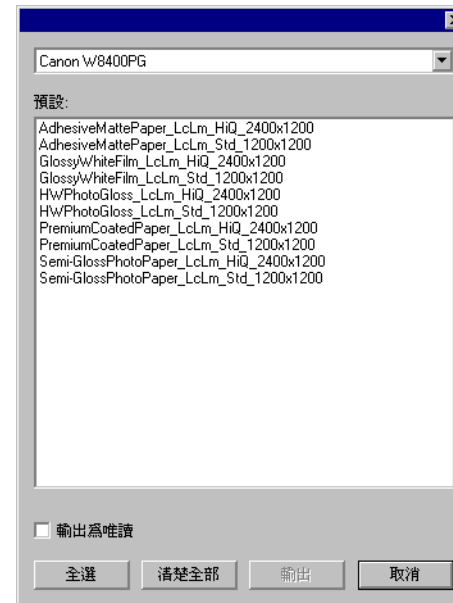 Canon W8400PG
預設:
AdhesiveMattePaper_LcLm_HiQ_2400x1200
AdhesiveMattePaper_LcLm_Std_1200x1200
GlossyWhiteFilm_LcLm_HiQ_2400x1200
GlossyWhiteFilm_LcLm_Std_1200x1200
HWPhotoGloss_LcLm_HiQ_2400x1200
HWPhotoGloss_LcLm_Std_1200x1200
PremiumCoatedPaper_LcLm_HiQ_2400x1200
PremiumCoatedPaper_LcLm_Std_1200x1200
Semi-GlossPhotoPaper_LcLm_HiQ_2400x1200
Semi-GlossPhotoPaper_LcLm_Std_1200x1200
輸出為唯讀
全選 清楚全部 輸出 取消